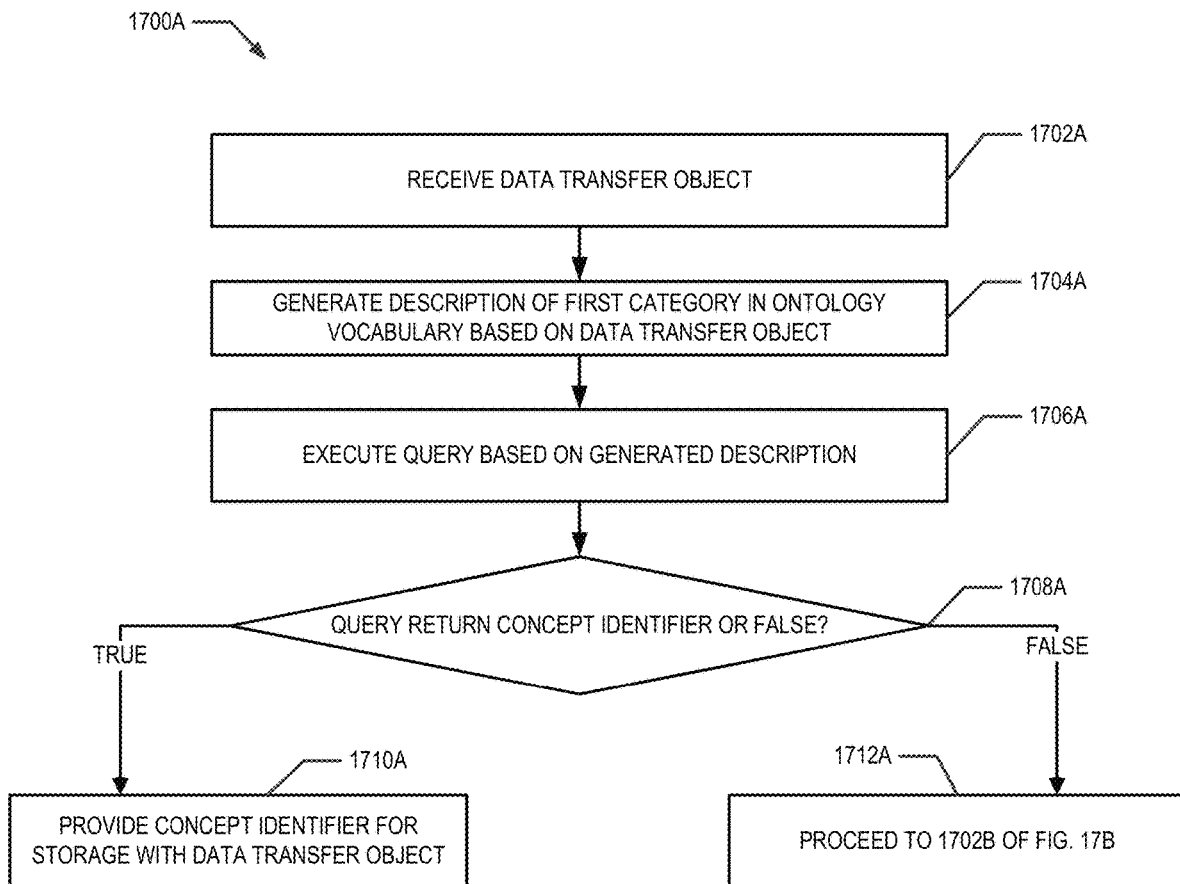 1700A
1702A
RECEIVE DATA TRANSFER OBJECT
1704A
GENERATE DESCRIPTION OF FIRST CATEGORY IN ONTOLOGY
VOCABULARY BASED ON DATA TRANSFER OBJECT
1706A
EXECUTE QUERY BASED ON GENERATED DESCRIPTION
1708A
QUERY RETURN CONCEPT IDENTIFIER OR FALSE?
TRUE
FALSE
1710A
1712A
PROVIDE CONCEPT IDENTIFIER FOR
STORAGE WITH DATA TRANSFER OBJECT
PROCEED TO 1702B OF FIG. 17B